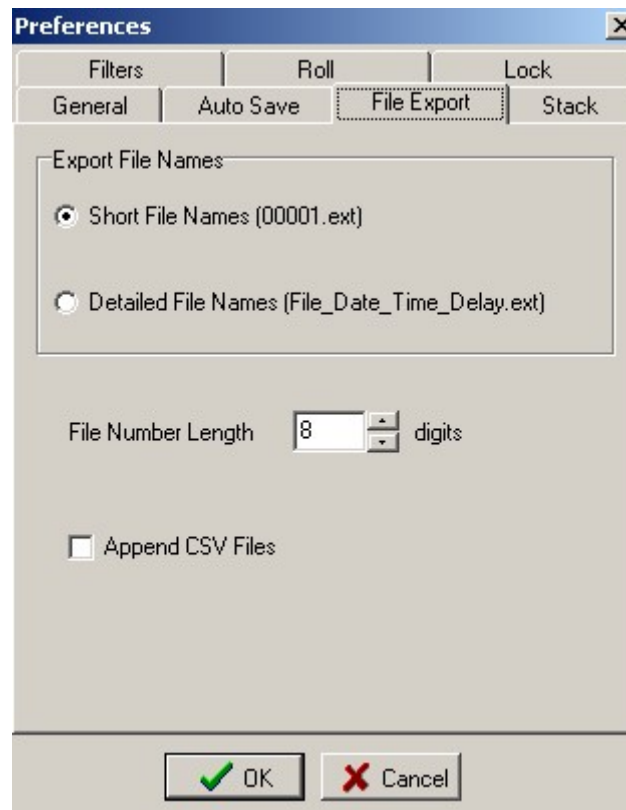 Preferences
Filters Roll Lock
General Auto Save File Export Stack
Export File Names
Short File Names (00001.ext)
Detailed File Names (File_Date_Time_Delay.ext)
File Number Length 8 digits
Append CSV Files
OK Cancel